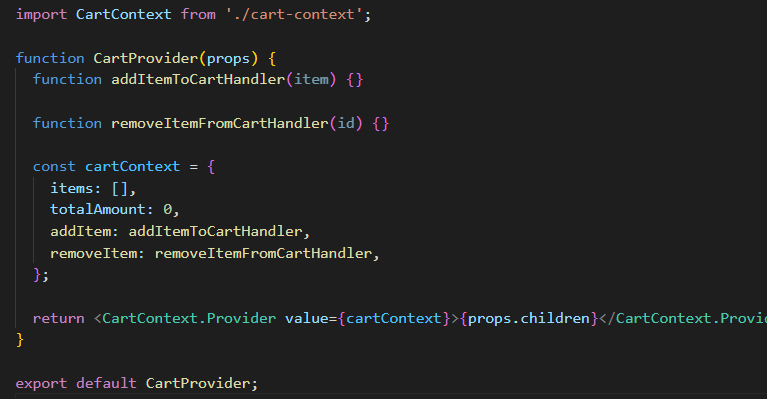 import CartContext from './cart-context';
function CartProvider(props) {
function addItemToCartHandler(item) {}
function removeItemFromCartHandler(id) {}
const cartContext = {
items: [],
totalAmount: 0,
addItem: addItemToCartHandler,
removeItem: removeItemFromCartHandler,
};
return <CartContext.Provider value={cartContext}>{props.children}</CartContext.Provi
}
export default CartProvider;